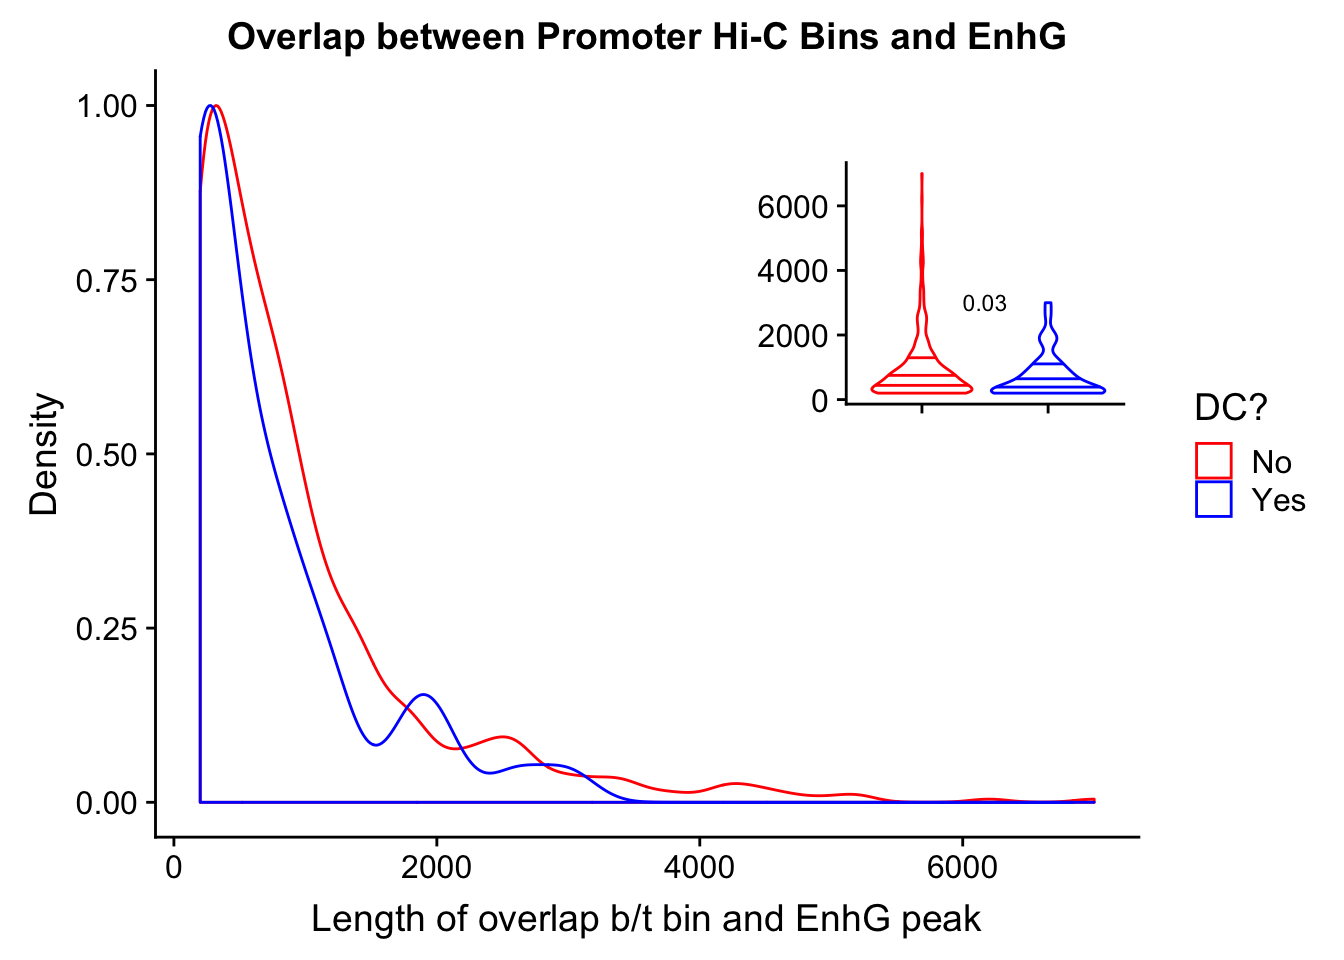 Overlap between Promoter Hi-C Bins and EnhG
1.00
0.75
0.50
0.25
0.00
Density
0
2000
4000
6000
Length of overlap b/t bin and EnhG peak
6000
4000
2000
0
0.03
DC?
No
Yes